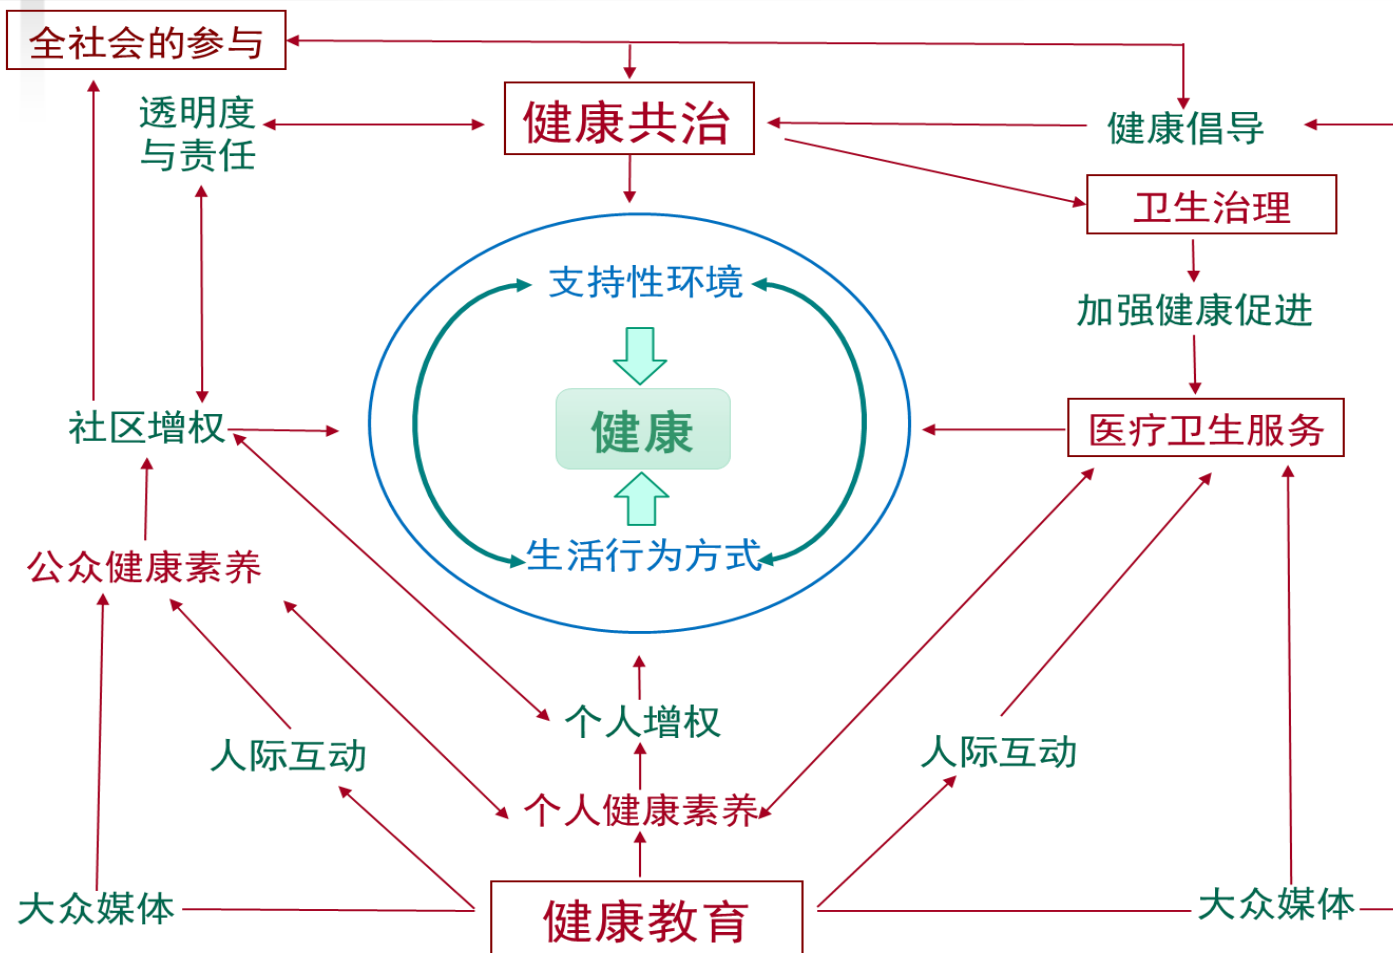 全社会的参与
透明度
与责任
健康共治
健康倡导
卫生治理
支持性环境
加强健康促进
健康
社区增权
医疗卫生服务
生活行为方式
公众健康素养
个人增权
人际互动
人际互动
个人健康素养
大众媒体
健康教育
大众媒体